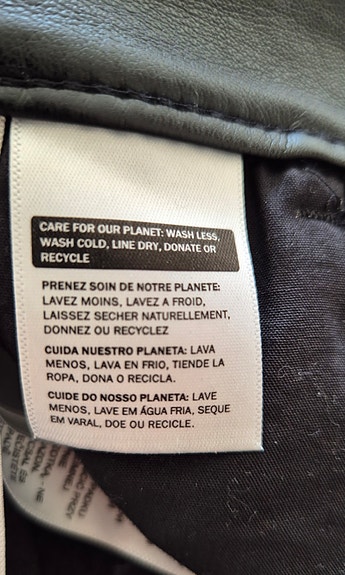 CARE FOR OUR PLANET: WASH LESS,
WASH COLD, LINE DRY, DONATE OR
RECYCLE
PRENEZ SOIN DE NOTRE PLANETE:
LAVEZ MOINS, LAVEZ A FROID,
LAISSEZ SECHER NATURELLEMENT,
DONNEZ OU RECYCLEZ
CUIDA NUESTRO PLANETA: LAVA
MENOS, LAVA EN FRIO, TIENDE LA
ROPA, DONA O RECICLA.
CUIDE DO NOSSO PLANETA: LAVE
MENOS, LAVE EM ÁGUA FRIA, SEQUE
EM VARAL, DOE OU RECICLE.